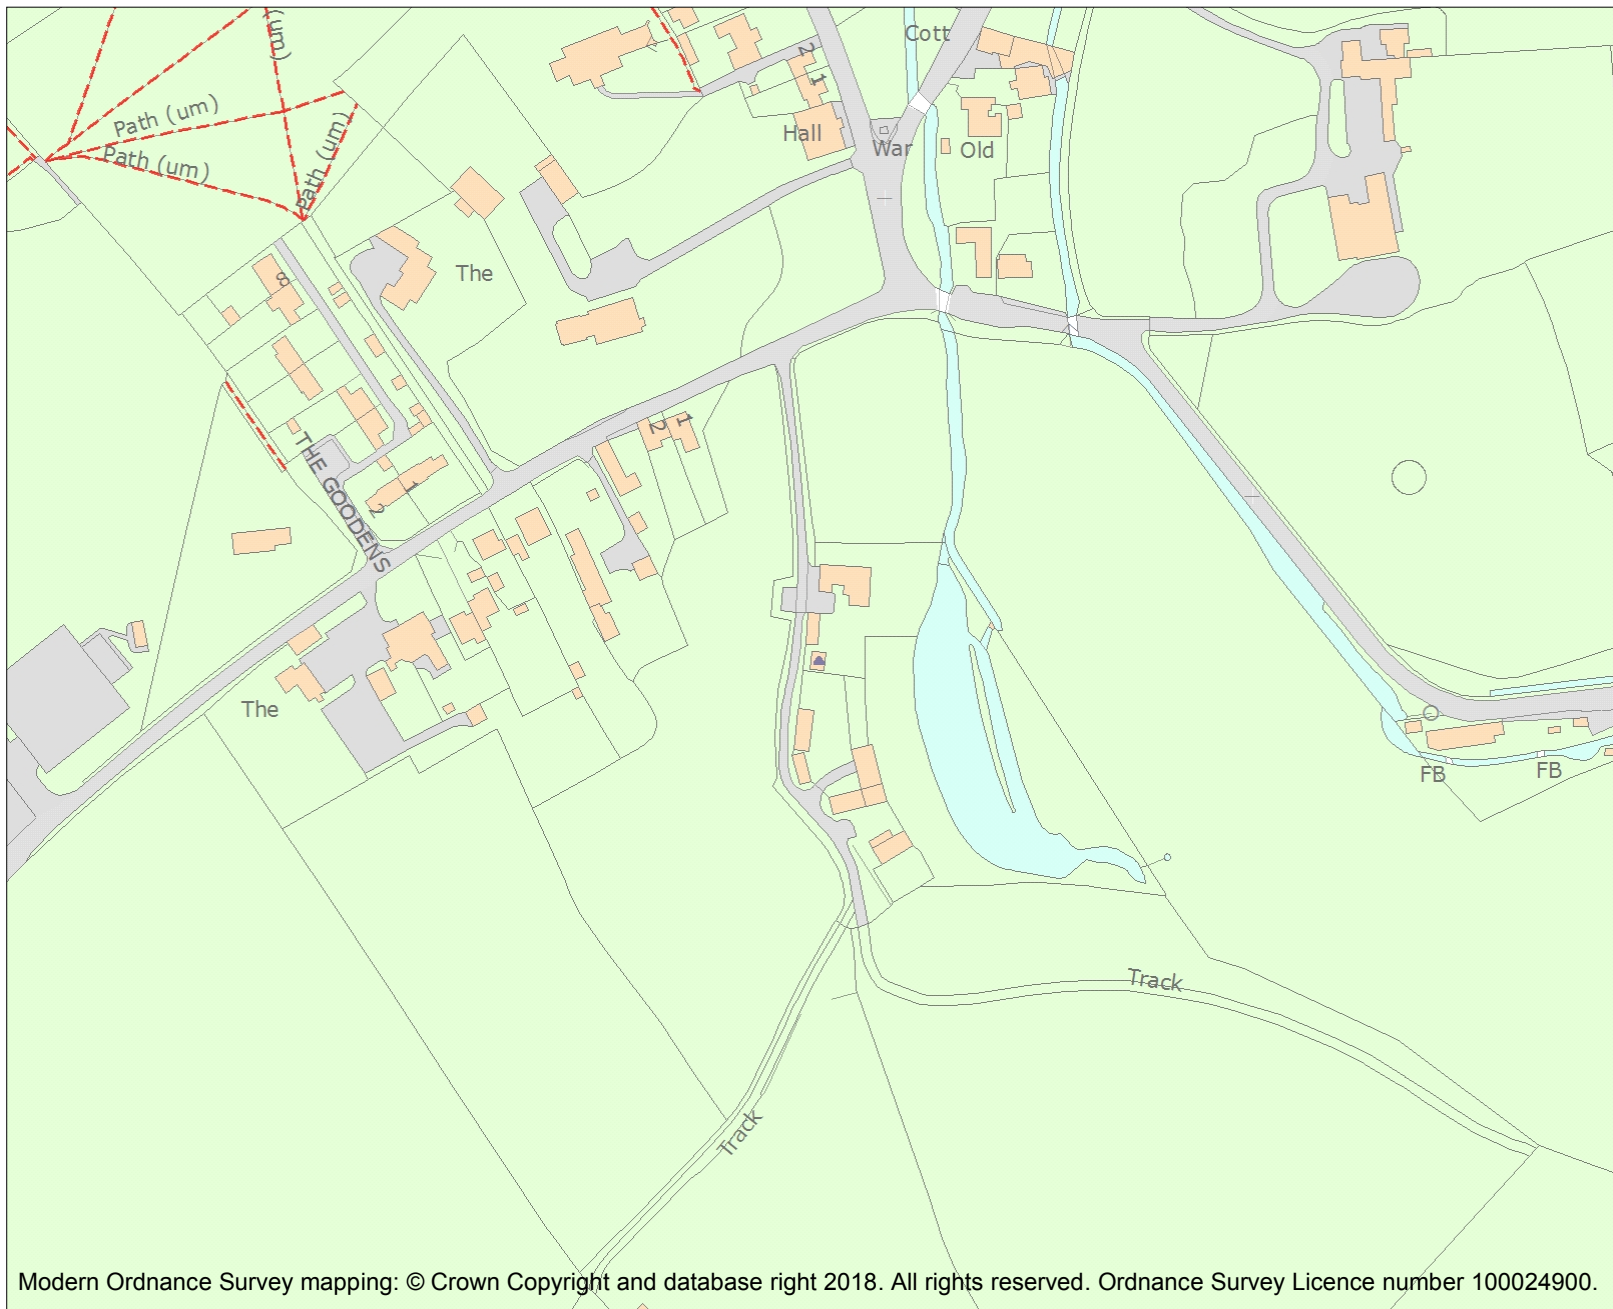 (um)
Cott
2
1
Path (um)
Hall
War
Old
Path (um)
Path (um)
The
8
1
2
THE GOODENS
1
2
The
FB
FB
Track
Track
Modern Ordnance Survey mapping: © Crown Copyright and database right 2018. All rights reserved. Ordnance Survey Licence number 100024900.